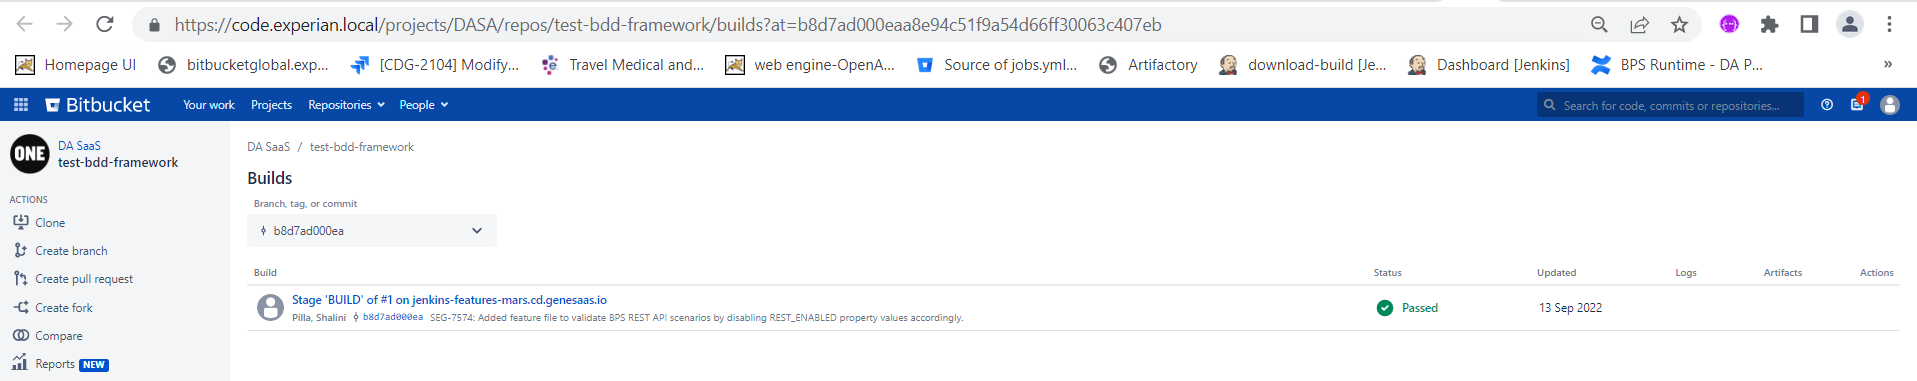 https://code.experian.local/projects/DASA/repos/test-bdd-framework/builds?at=b8d7ad000eaa8e94c51f9a54d66ff30063c407eb
Homepage UI bitbucketglobal.exp... [CDG-2104] Modify... Travel Medical and... web engine-OpenA... Source of jobs.yml... Artifactory download-build [Je... Dashboard [Jenkins] BPS Runtime - DA P... »
Bitbucket Your work Projects Repositories People Search for code, commits or repositories... 1
ONE DA SaaS
test-bdd-framework
ACTIONS
Clone
Create branch
Create pull request
Create fork
Compare
Reports NEW
DA SaaS / test-bdd-framework
Builds
Branch, tag, or commit
b8d7ad000ea
Build Status Updated Logs Artifacts Actions
Stage 'BUILD' of #1 on jenkins-features-mars.cd.genesaas.io Passed 13 Sep 2022
Pilla, Shalini b8d7ad000ea SEG-7574: Added feature file to validate BPS REST API scenarios by disabling REST_ENABLED property values accordingly.